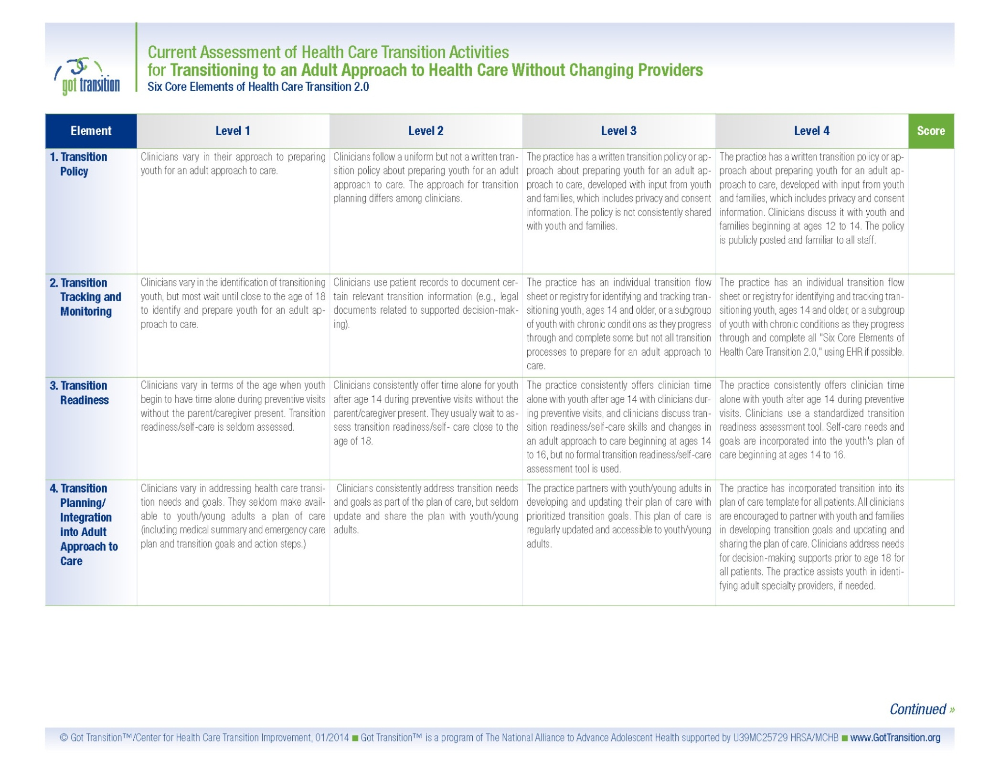 got transition
Current Assessment of Health Care Transition Activities
for Transitioning to an Adult Approach to Health Care Without Changing Providers
Six Core Elements of Health Care Transition 2.0
Element
Level 1
Level 2
Level 3
Level 4
Score
1. Transition
Policy
Clinicians vary in their approach to preparing
youth for an adult approach to care.
Clinicians follow a uniform but not a written tran-
sition policy about preparing youth for an adult
approach to care. The approach for transition
planning differs among clinicians.
The practice has a written transition policy or ap-
proach about preparing youth for an adult ap-
proach to care, developed with input from youth
and families, which includes privacy and consent
information. The policy is not consistently shared
with youth and families.
The practice has a written transition policy or ap-
proach about preparing youth for an adult ap-
proach to care, developed with input from youth
and families, which includes privacy and consent
information. Clinicians discuss it with youth and
families beginning at ages 12 to 14. The policy
is publicly posted and familiar to all staff.
2. Transition
Tracking and
Monitoring
Clinicians vary in the identification of transitioning
youth, but most wait until close to the age of 18
to identify and prepare youth for an adult ap-
proach to care.
Clinicians use patient records to document cer-
tain relevant transition information (e.g., legal
documents related to supported decision-mak-
ing).
The practice has an individual transition flow
sheet or registry for identifying and tracking tran-
sitioning youth, ages 14 and older, or a subgroup
of youth with chronic conditions as they progress
through and complete some but not all transition
processes to prepare for an adult approach to
care.
The practice has an individual transition flow
sheet or registry for identifying and tracking tran-
sitioning youth, ages 14 and older, or a subgroup
of youth with chronic conditions as they progress
through and complete all "Six Core Elements of
Health Care Transition 2.0," using EHR if possible.
3. Transition
Readiness
Clinicians vary in terms of the age when youth
begin to have time alone during preventive visits
without the parent/caregiver present. Transition
readiness/self-care is seldom assessed.
Clinicians consistently offer time alone for youth
after age 14 during preventive visits without the
parent/caregiver present. They usually wait to as-
sess transition readiness/self- care close to the
age of 18.
The practice consistently offers clinician time
alone with youth after age 14 with clinicians dur-
ing preventive visits, and clinicians discuss tran-
sition readiness/self-care skills and changes in
an adult approach to care beginning at ages 14
to 16, but no formal transition readiness/self-care
assessment tool is used.
The practice consistently offers clinician time
alone with youth after age 14 during preventive
visits. Clinicians use a standardized transition
readiness assessment tool. Self-care needs and
goals are incorporated into the youth's plan of
care beginning at ages 14 to 16.
4. Transition
Planning/
Integration
into Adult
Approach to
Care
Clinicians vary in addressing health care transi-
tion needs and goals. They seldom make avail-
able to youth/young adults a plan of care
(including medical summary and emergency care
plan and transition goals and action steps.)
Clinicians consistently address transition needs
and goals as part of the plan of care, but seldom
update and share the plan with youth/young
adults.
The practice partners with youth/young adults in
developing and updating their plan of care with
prioritized transition goals. This plan of care is
regularly updated and accessible to youth/young
adults.
The practice has incorporated transition into its
plan of care template for all patients. All clinicians
are encouraged to partner with youth and families
in developing transition goals and updating and
sharing the plan of care. Clinicians address needs
for decision-making supports prior to age 18 for
all patients. The practice assists youth in identi-
fying adult specialty providers, if needed.
Continued »
© Got Transition™/Center for Health Care Transition Improvement, 01/2014 ■ Got Transition™ is a program of The National Alliance to Advance Adolescent Health supported by U39MC25729 HRSA/MCHB ■ www.GotTransition.org